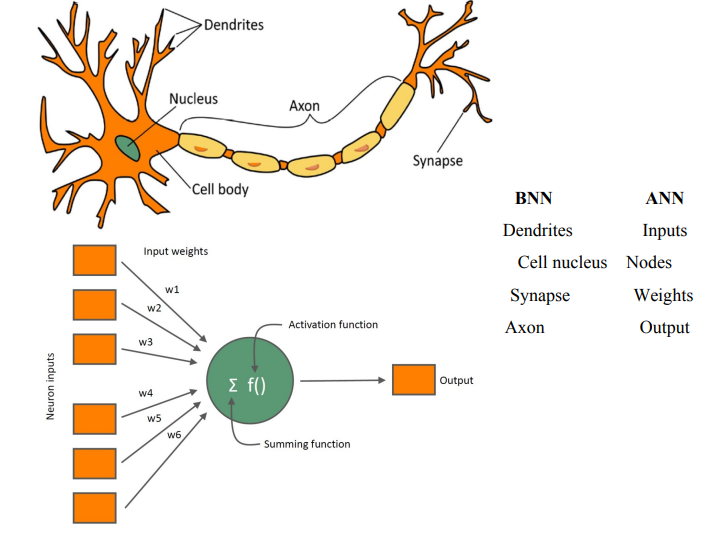 Dendrites
Nucleus
Axon
Synapse
Cell body
BNN ANN
Dendrites Inputs
Cell nucleus Nodes
Synapse Weights
Axon Output
Input weights
w1
w2
w3
w4
w5
w6
Neuron inputs
Activation function
Σ f()
Output
Summing function